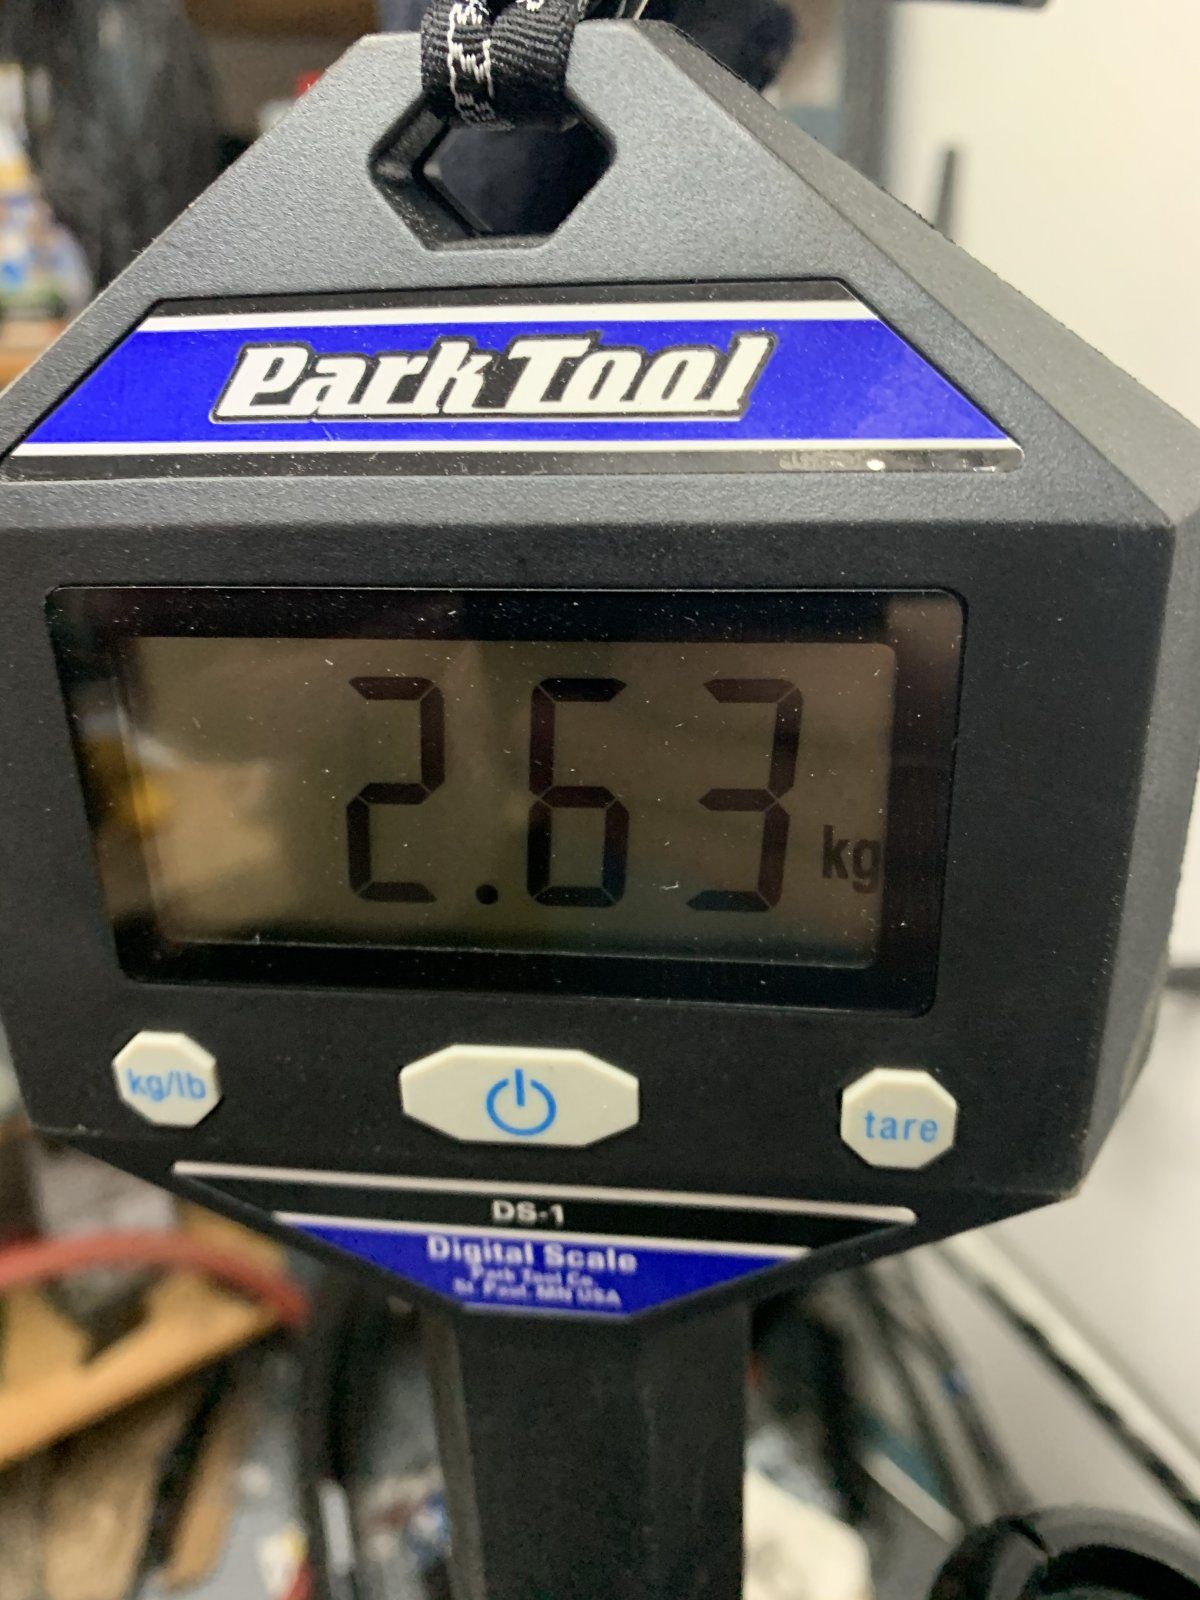 Park Tool
2.63 kg
kg/lb
tare
DS-1
Digital Scale
Park Tool Co.
St. Paul, MN USA